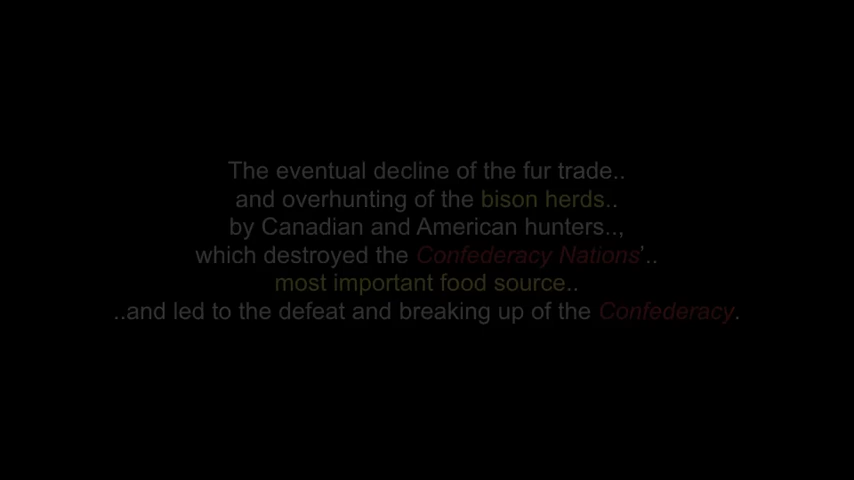 The eventual decline of the fur trade..
and overhunting of the bison herds..
by Canadian and American hunters..,
which destroyed the Confederacy Nations’..
most important food source..
..and led to the defeat and breaking up of the Confederacy.